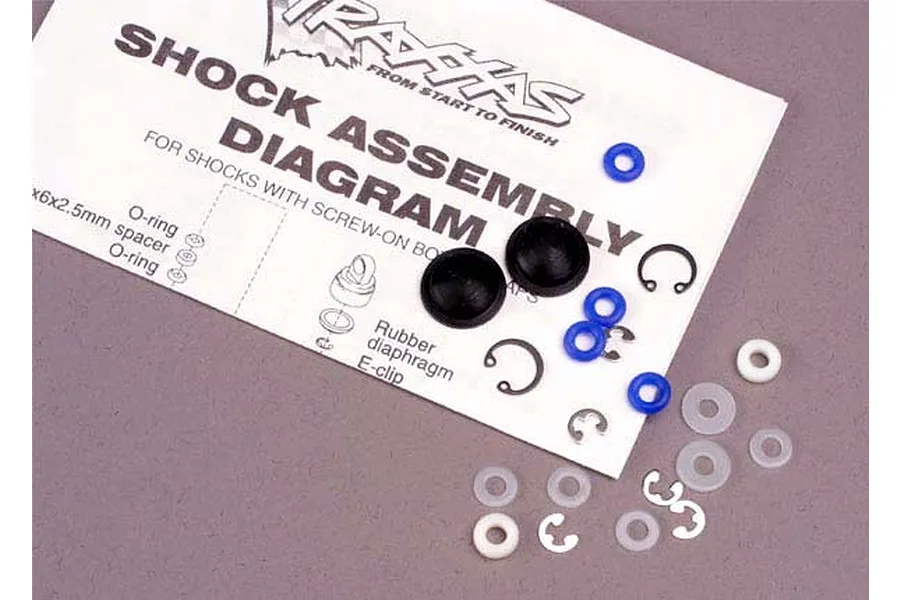 TRAXXAS
FROM START TO FINISH
SHOCK ASSEMBLY
DIAGRAM
FOR SHOCKS WITH SCREW-ON
O-ring
x6x2.5mm spacer
O-ring
Rubber
diaphragm
E-clip